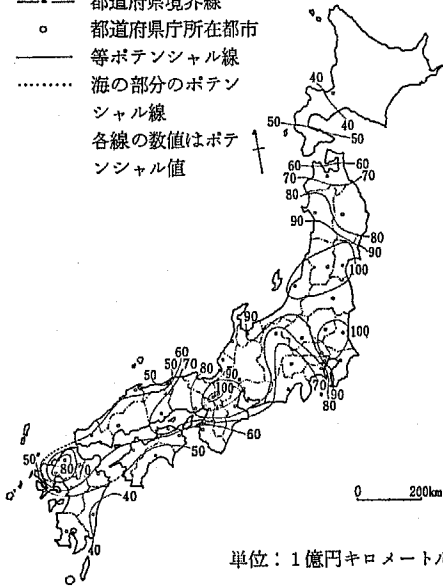 都道府県境界線
都道府県庁所在都市
等ポテンシャル線
海の部分のポテン
シャル線
各線の数値はポテ
ンシャル値
40
40
50
50
60
60
70
70
80
90
80
90
100
90
100
60
50
50 70 80
90
100
70
90
80
60
50
50
80 70
40
40
0 200km
単位：1億円キロメートル